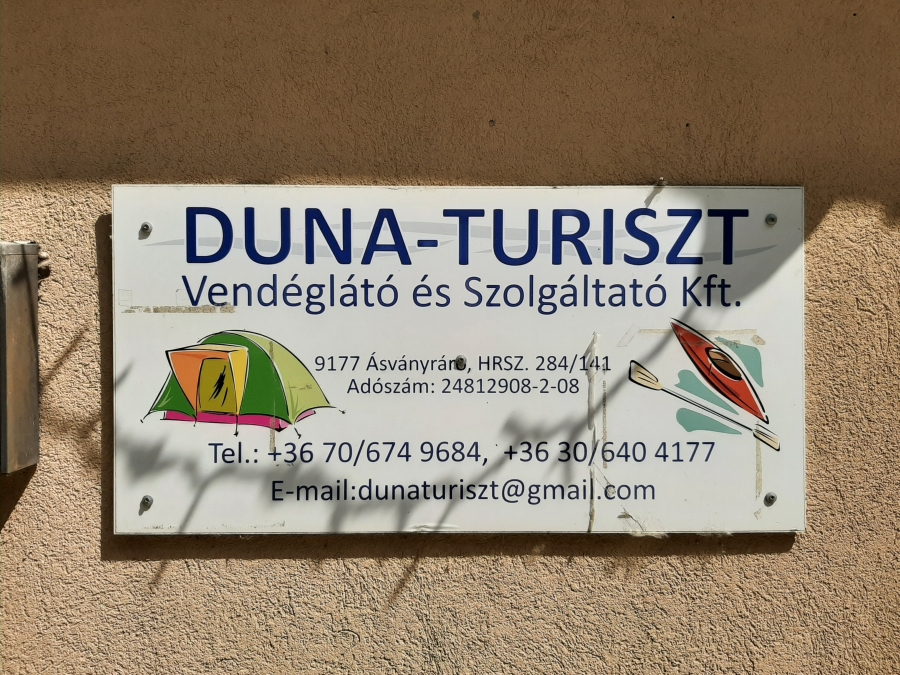 DUNA-TURISZT
Vendéglátó és Szolgáltató Kft.
9177 Ásványráró, HRSZ. 284/141
Adószám: 24812908-2-08
Tel.: +36 70/674 9684, +36 30/640 4177
E-mail:dunaturiszt@gmail.com